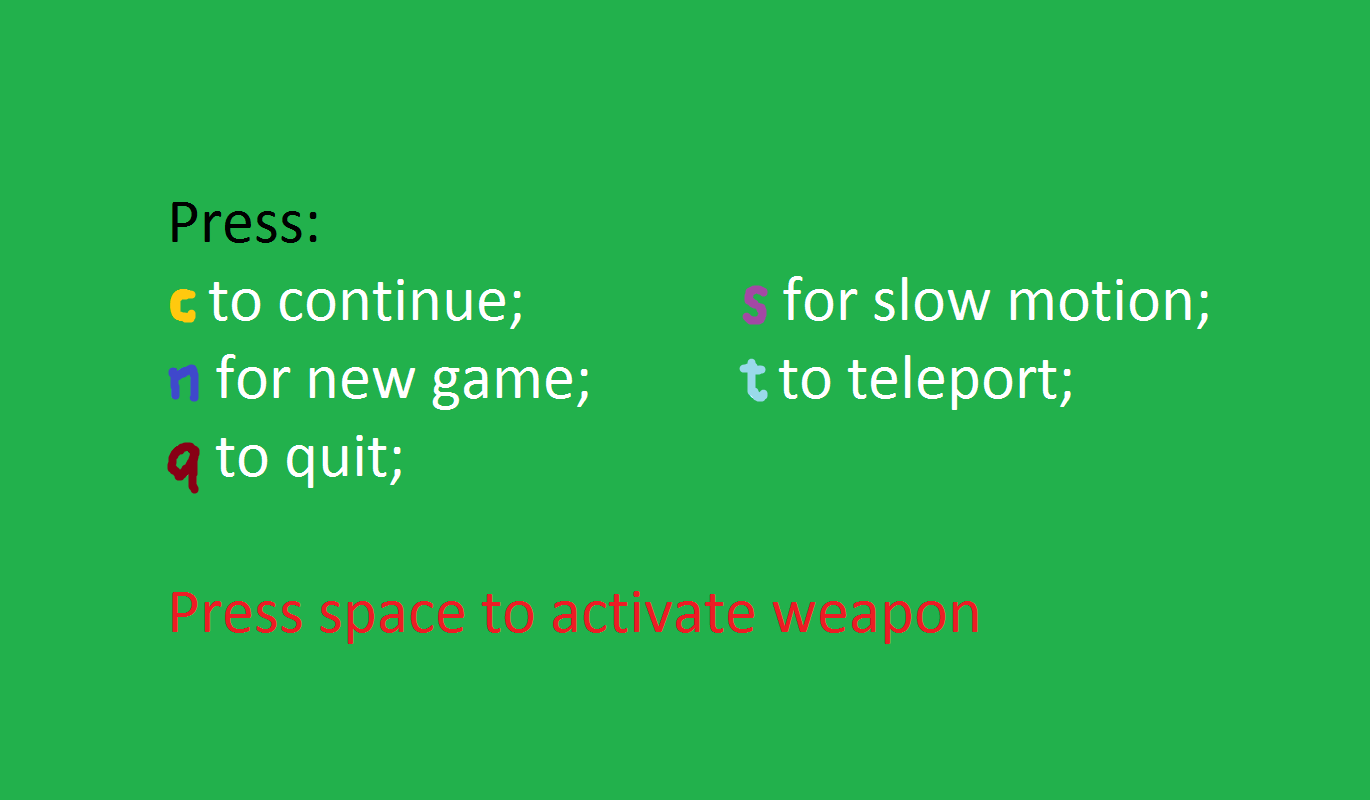 Press:
c to continue;
n for new game;
q to quit;
s for slow motion;
t to teleport;
Press space to activate weapon